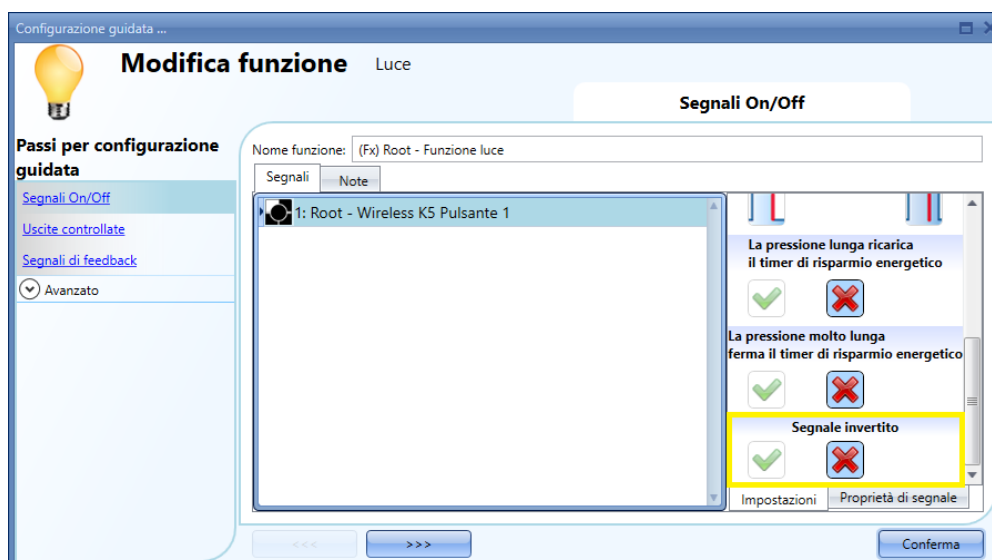 Configurazione guidata ...
Modifica funzione Luce
Segnali On/Off
Passi per configurazione
guidata
Segnali On/Off
Uscite controllate
Segnali di feedback
Avanzato
Nome funzione: (Fx) Root - Funzione luce
Segnali Note
1: Root - Wireless K5 Pulsante 1
La pressione lunga ricarica
il timer di risparmio energetico
La pressione molto lunga
ferma il timer di risparmio energetico
Segnale invertito
Impostazioni Proprietà di segnale
<<< >>> Conferma